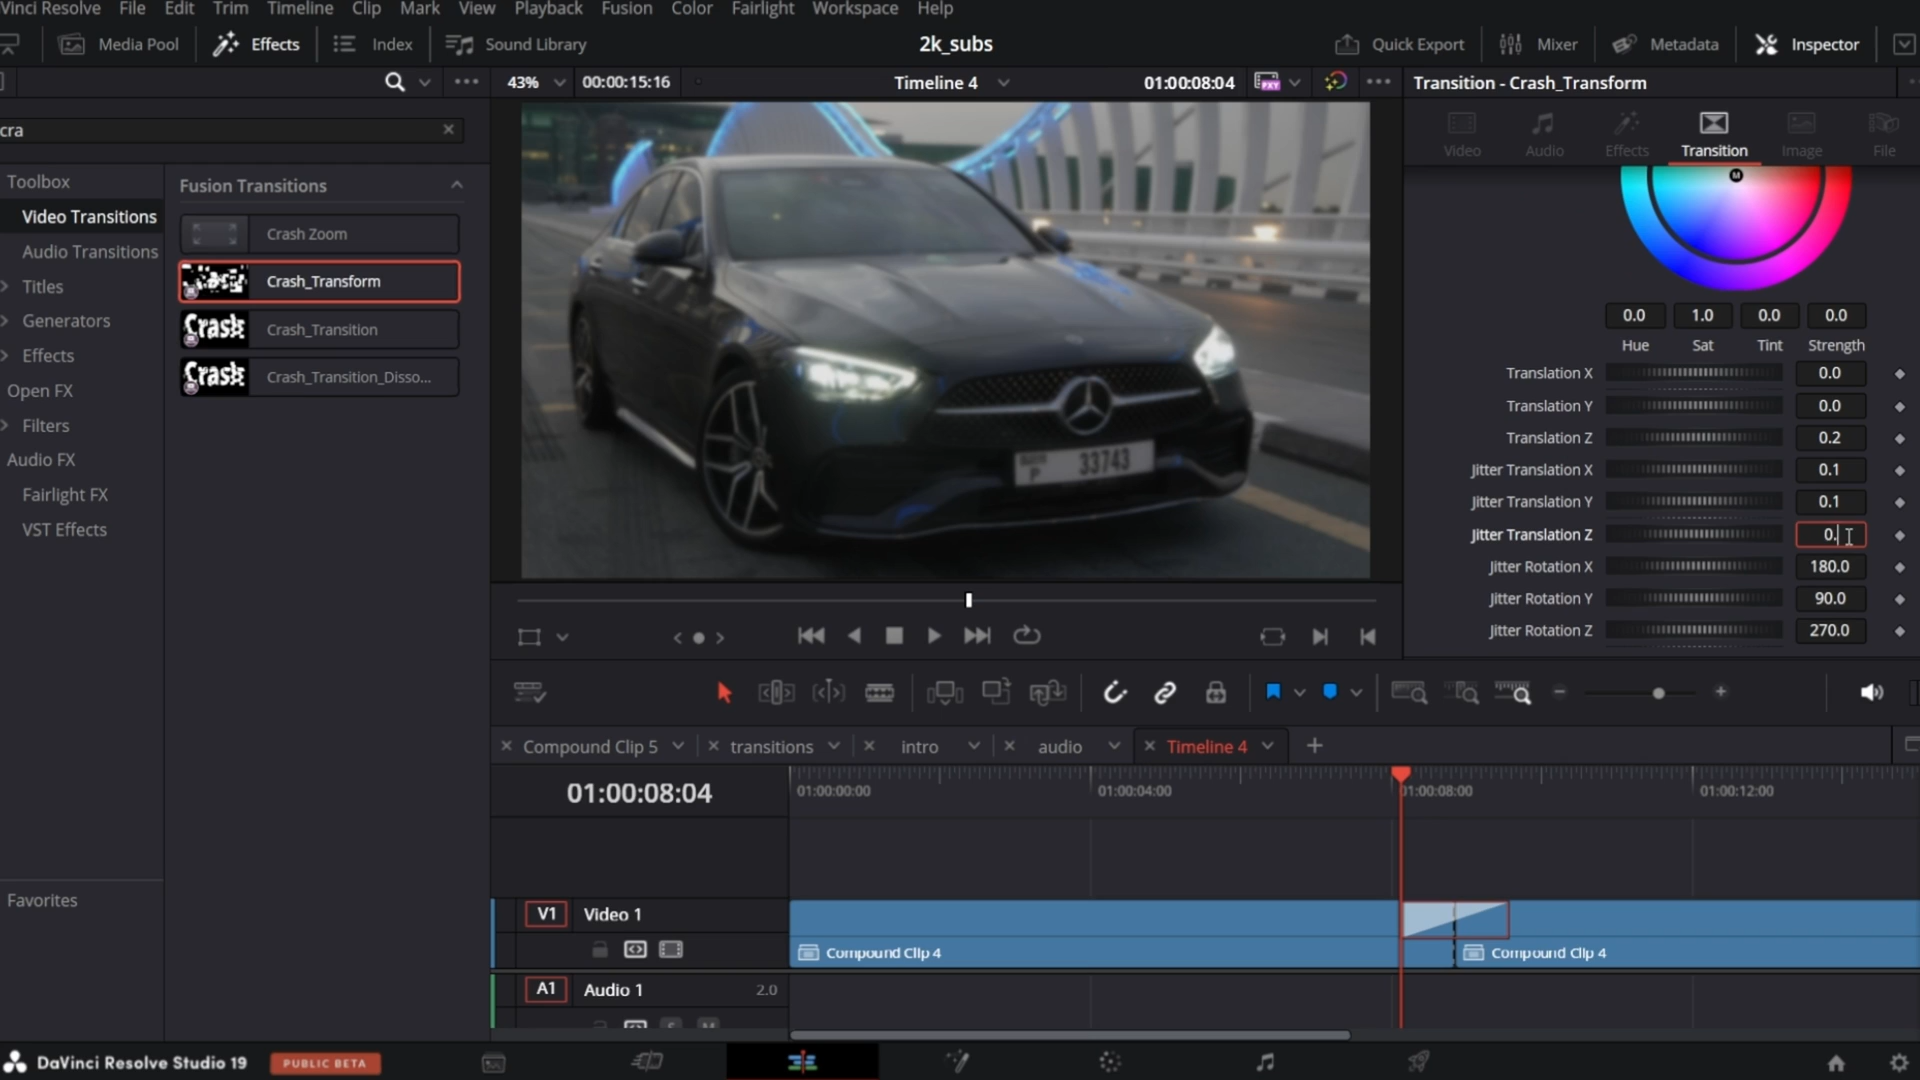 Vinci Resolve File Edit Trim Timeline Clip Mark View Playback Fusion Color Fairlight Workspace Help
Media Pool Effects Index Sound Library 2k_subs Quick Export Mixer Metadata Inspector
43% 00:00:15:16 Timeline 4 01:00:08:04 Transition - Crash_Transform
cra
Video Audio Effects Transition Image File
Toolbox
Video Transitions
Audio Transitions
Titles
Generators
Effects
Open FX
Filters
Audio FX
Fairlight FX
VST Effects
Favorites
Fusion Transitions
Crash Zoom
Crash_Transform
Crash Crash_Transition
Crash Crash_Transition_Disso...
P 33743
M
0.0 1.0 0.0 0.0
Hue Sat Tint Strength
Translation X 0.0
Translation Y 0.0
Translation Z 0.2
Jitter Translation X 0.1
Jitter Translation Y 0.1
Jitter Translation Z 0.
Jitter Rotation X 180.0
Jitter Rotation Y 90.0
Jitter Rotation Z 270.0
Compound Clip 5 transitions intro audio Timeline 4
01:00:08:04 01:00:00:00 01:00:04:00 01:00:08:00 01:00:12:00
V1 Video 1
Compound Clip 4 Compound Clip 4
A1 Audio 1 2.0
DaVinci Resolve Studio 19 PUBLIC BETA